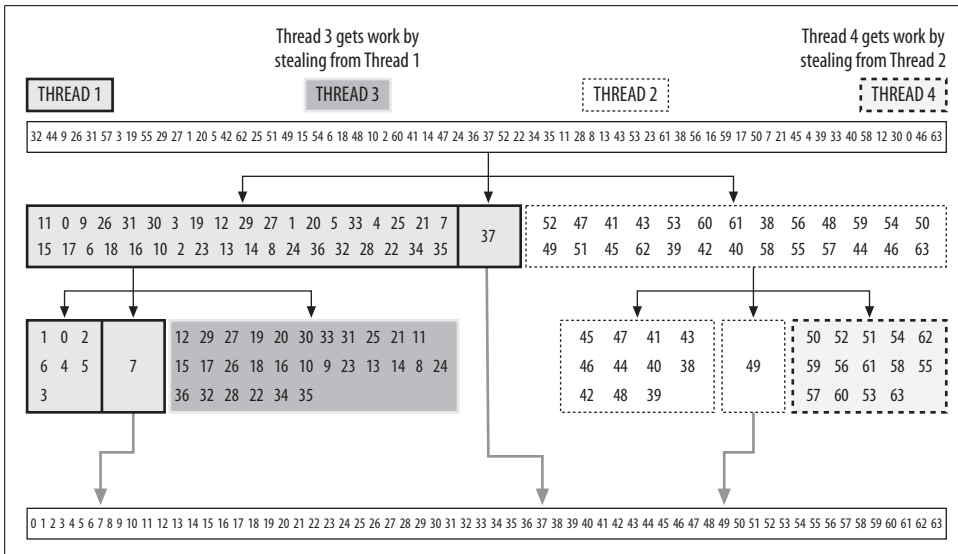 Thread 3 gets work by
stealing from Thread 1
Thread 4 gets work by
stealing from Thread 2
THREAD 1
THREAD 3
THREAD 2
THREAD 4
32 44 9 26 31 57 3 19 55 29 27 1 20 5 42 62 25 51 49 15 54 6 18 48 10 2 60 41 14 47 24 36 37 52 22 34 35 11 28 8 13 43 53 23 61 38 56 16 59 17 50 7 21 45 4 39 33 40 58 12 30 0 46 63
11 0 9 26 31 30 3 19 12 29 27 1 20 5 33 4 25 21 7
15 17 6 18 16 10 2 23 13 14 8 24 36 32 28 22 34 35
37
52 47 41 43 53 60 61 38 56 48 59 54 50
49 51 45 62 39 42 40 58 55 57 44 46 63
1 0 2
6 4 5
3
7
12 29 27 19 20 30 33 31 25 21 11
15 17 26 18 16 10 9 23 13 14 8 24
36 32 28 22 34 35
45 47 41 43
46 44 40 38
42 48 39
49
50 52 51 54 62
59 56 61 58 55
57 60 53 63
0 1 2 3 4 5 6 7 8 9 10 11 12 13 14 15 16 17 18 19 20 21 22 23 24 25 26 27 28 29 30 31 32 33 34 35 36 37 38 39 40 41 42 43 44 45 46 47 48 49 50 51 52 53 54 55 56 57 58 59 60 61 62 63